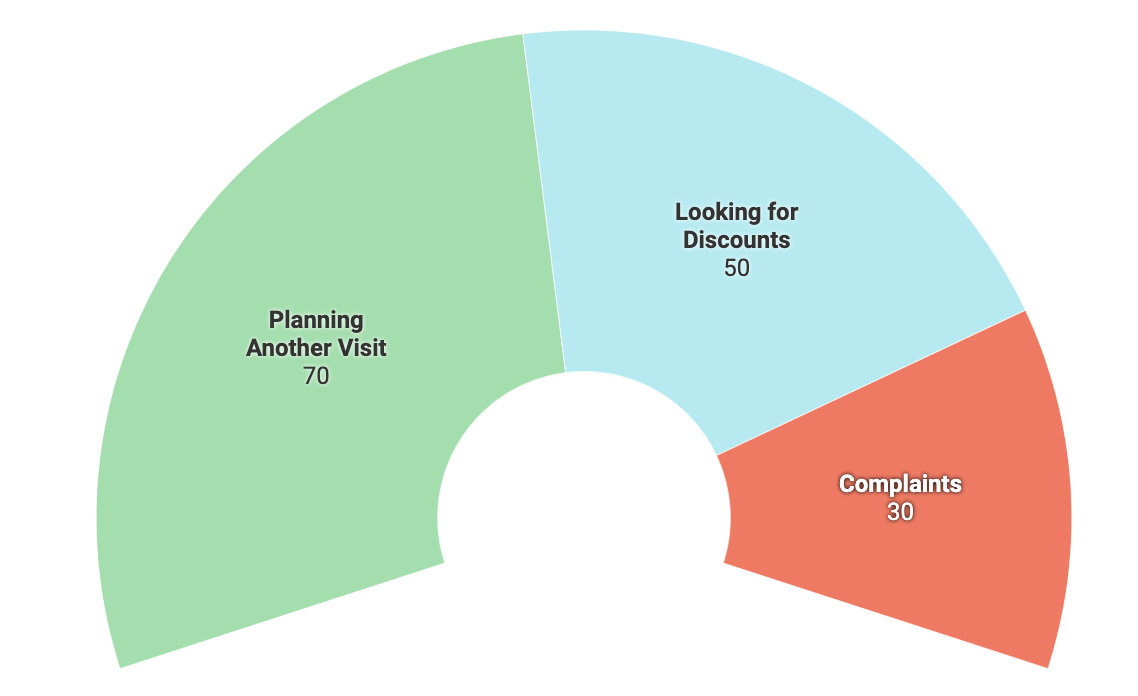 Planning
Another Visit
70
Looking for
Discounts
50
Complaints
30